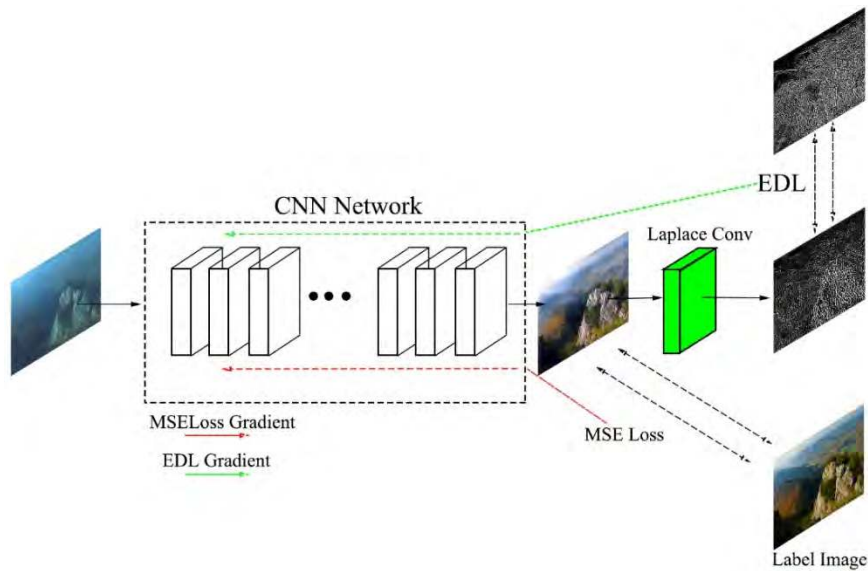 EDL
CNN Network
Laplace Conv
MSELoss Gradient
MSE Loss
EDL Gradient
Label Image